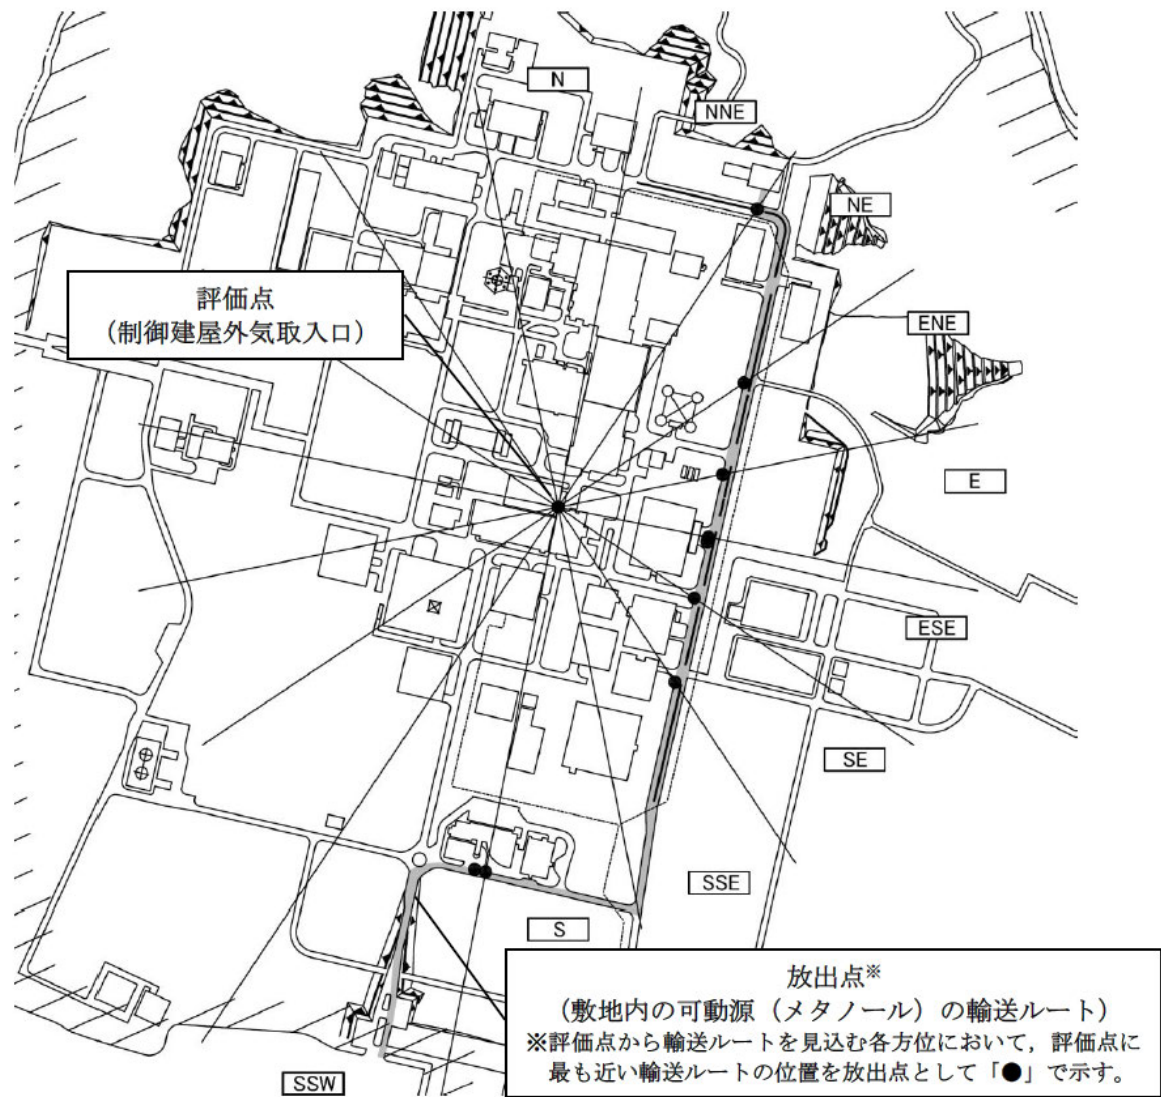 N
NNE
NE
評価点
（制御建屋外気取入口）
ENE
E
ESE
SE
SSE
S
放出点※
（敷地内の可動源（メタノール）の輸送ルート）
※評価点から輸送ルートを見込む各方位において，評価点に
最も近い輸送ルートの位置を放出点として「●」で示す。
SSW